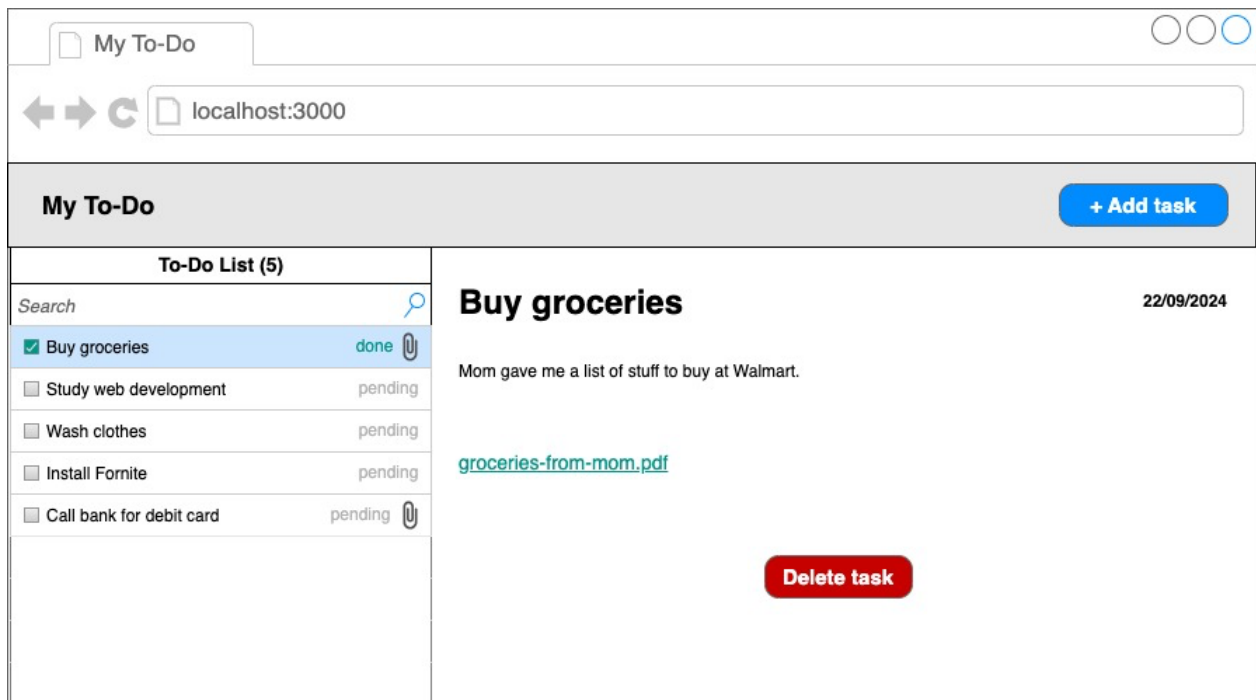 My To-Do
localhost:3000
My To-Do
+ Add task
To-Do List (5)
Search
Buy groceries done
Study web development pending
Wash clothes pending
Install Fornite pending
Call bank for debit card pending
Buy groceries
22/09/2024
Mom gave me a list of stuff to buy at Walmart.
groceries-from-mom.pdf
Delete task